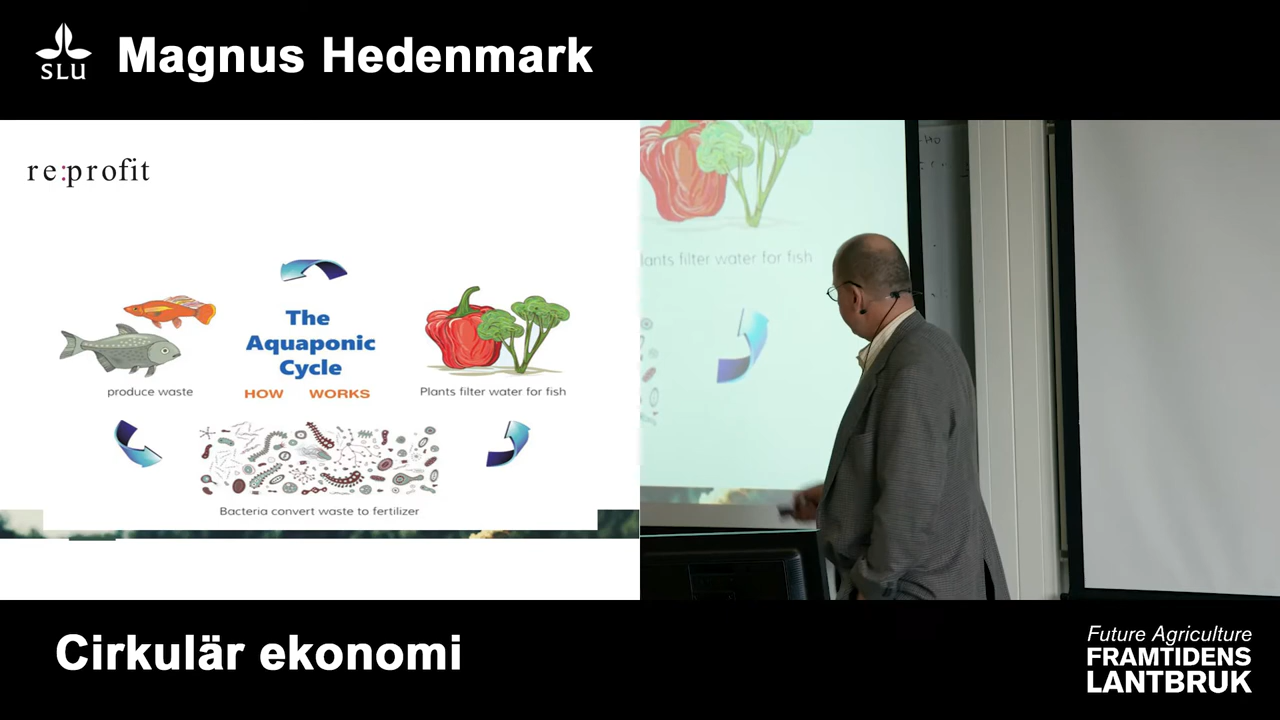 SLU
Magnus Hedenmark
re:profit
The
Aquaponic
Cycle
HOW WORKS
produce waste
Plants filter water for fish
Bacteria convert waste to fertilizer
lants filter water for fish
Cirkulär ekonomi
Future Agriculture
FRAMTIDENS
LANTBRUK